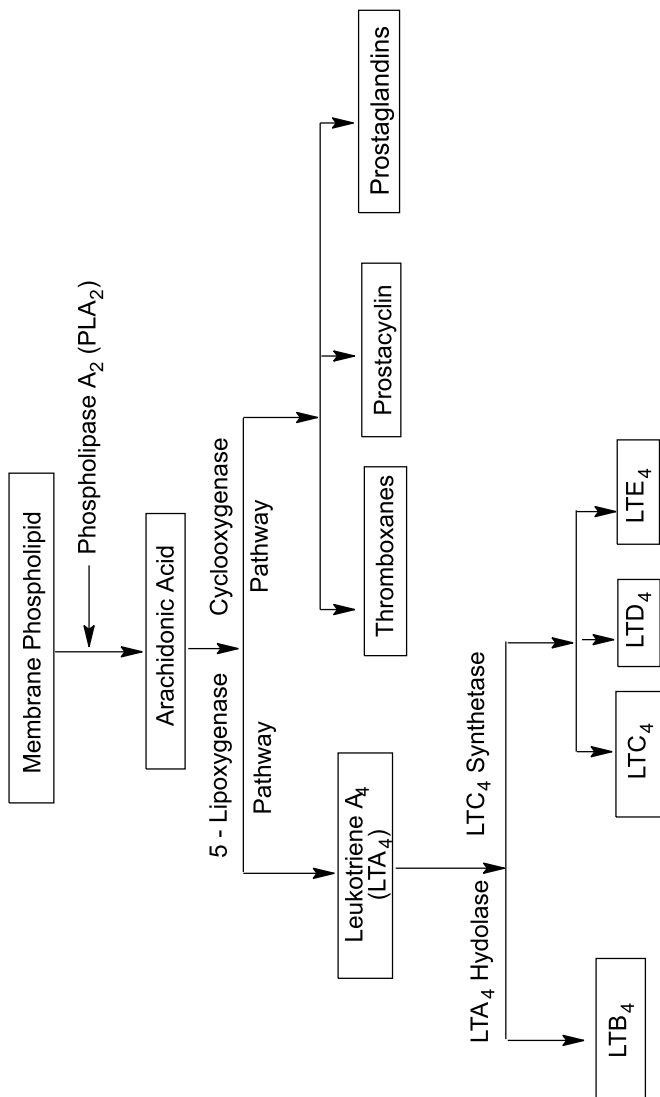 Membrane Phospholipid
Phospholipase A₂ (PLA₂)
Arachidonic Acid
5 - Lipoxygenase
Pathway
Cyclooxygenase
Pathway
Leukotriene A₄
(LTA₄)
Thromboxanes
Prostacyclin
Prostaglandins
LTA₄ Hydolase
LTC₄ Synthetase
LTB₄
LTC₄
LTD₄
LTE₄